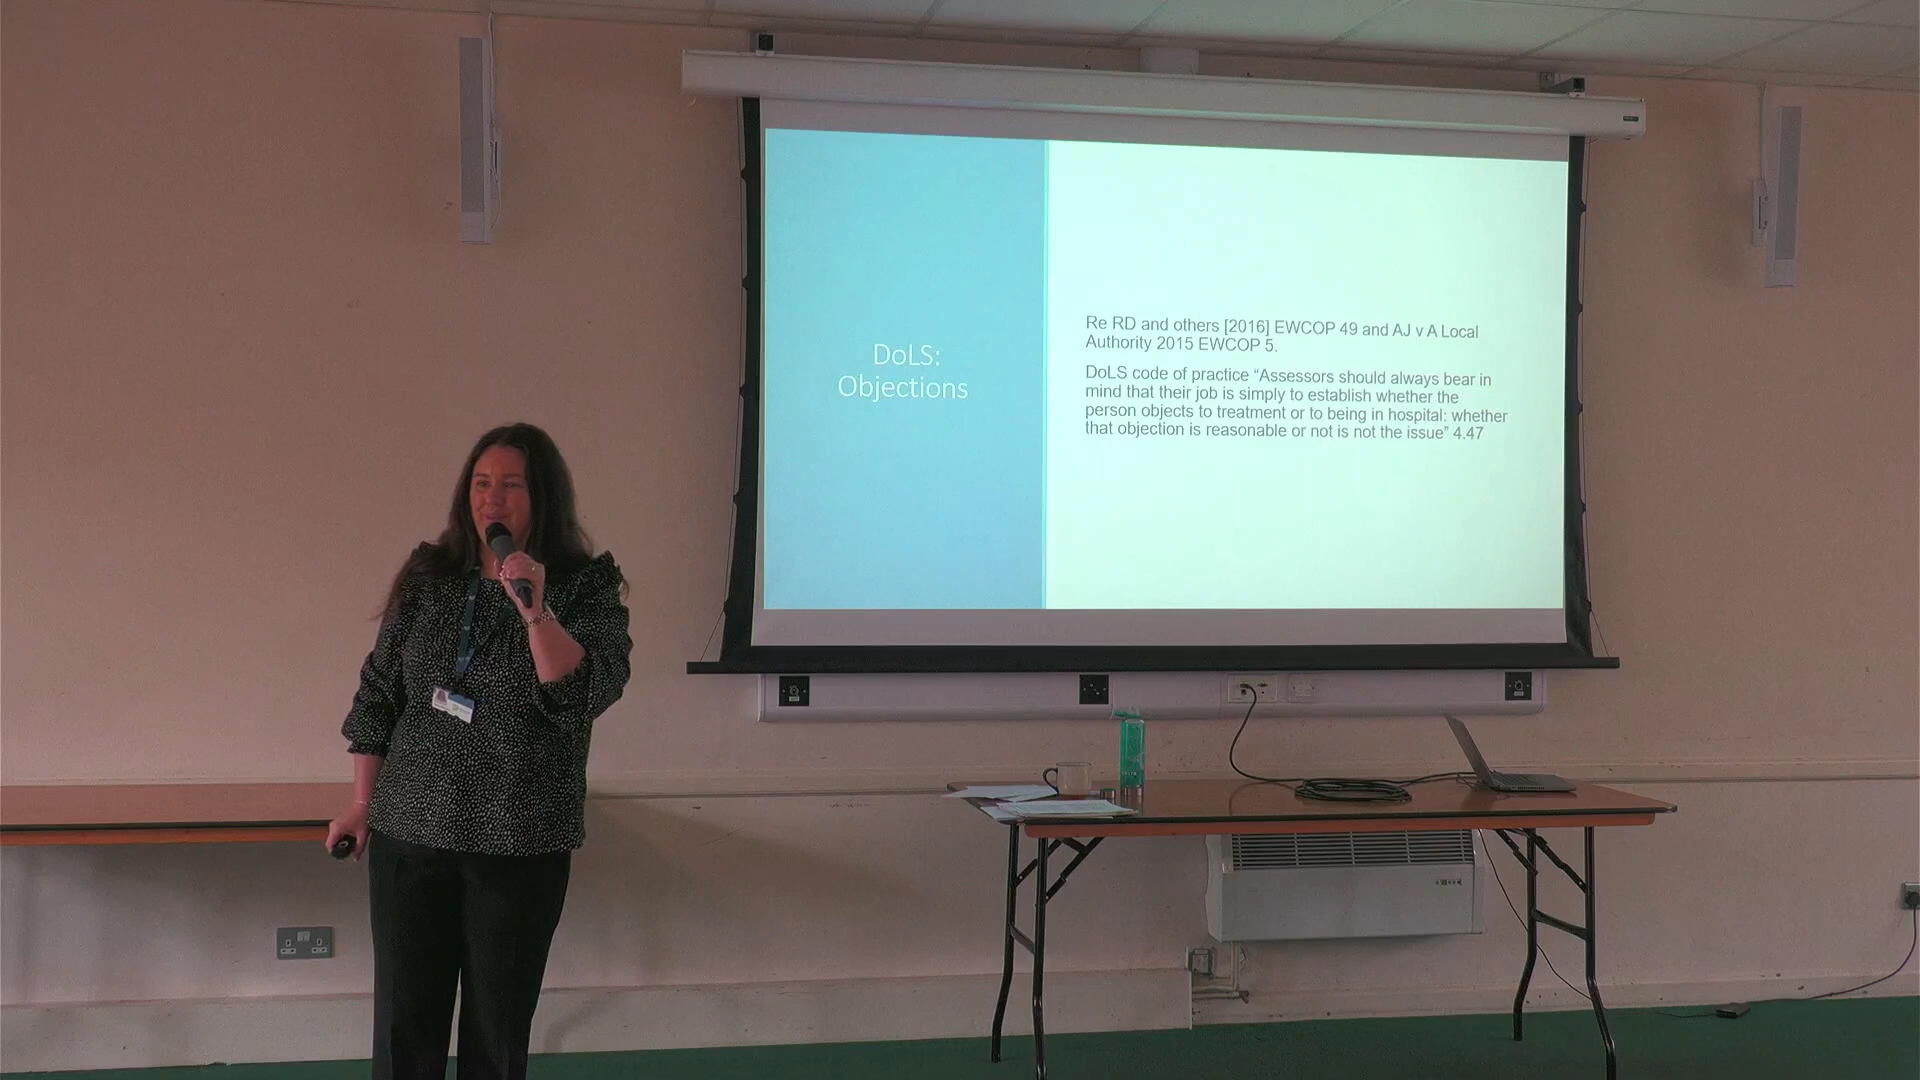 DoLS:
Objections
Re RD and others [2016] EWCOP 49 and AJ v A Local
Authority 2015 EWCOP 5.
DoLS code of practice “Assessors should always bear in
mind that their job is simply to establish whether the
person objects to treatment or to being in hospital: whether
that objection is reasonable or not is not the issue” 4.47